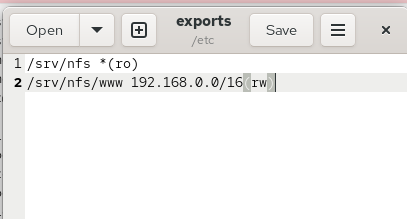 Open
exports
/etc
Save
1 /srv/nfs *(ro)
2 /srv/nfs/www 192.168.0.0/16(rw)